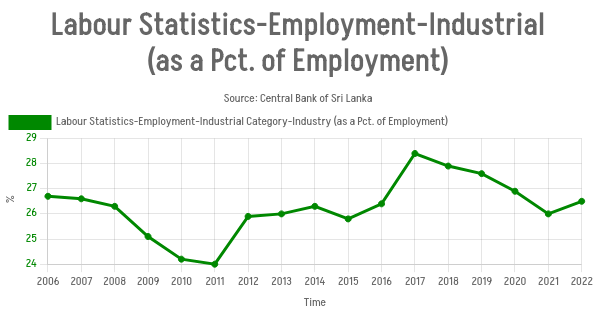 Labour Statistics-Employment-Industrial
(as a Pct. of Employment)
Source: Central Bank of Sri Lanka
Labour Statistics-Employment-Industrial Category-Industry (as a Pct. of Employment)
29
28
27
26
25
24
%
2006 2007 2008 2009 2010 2011 2012 2013 2014 2015 2016 2017 2018 2019 2020 2021 2022
Time